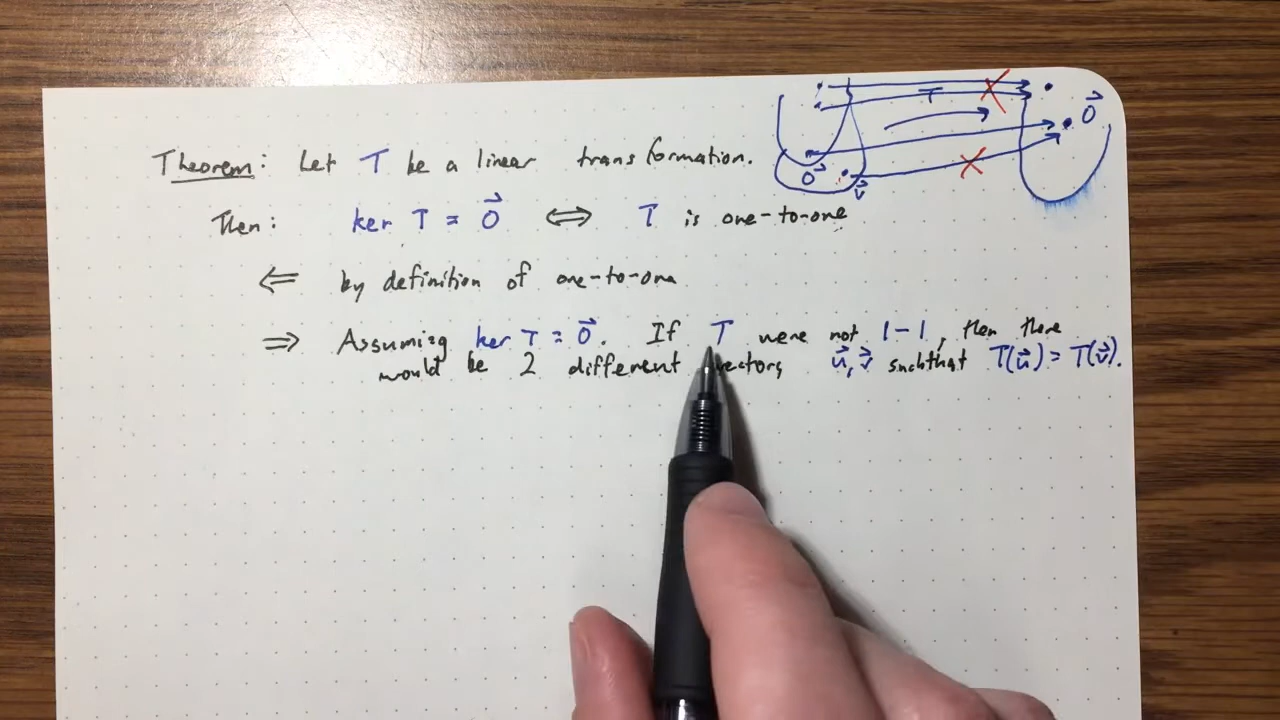 Theorem: Let T be a linear transformation.
Then: ker T = 0⃗ ⟺ T is one-to-one
⟸ by definition of one-to-one
⟹ Assuming ker T = 0⃗. If T were not 1-1, then there
would be 2 different vectors u⃗, v⃗ such that T(u⃗) = T(v⃗).
T
0⃗
0⃗
v⃗